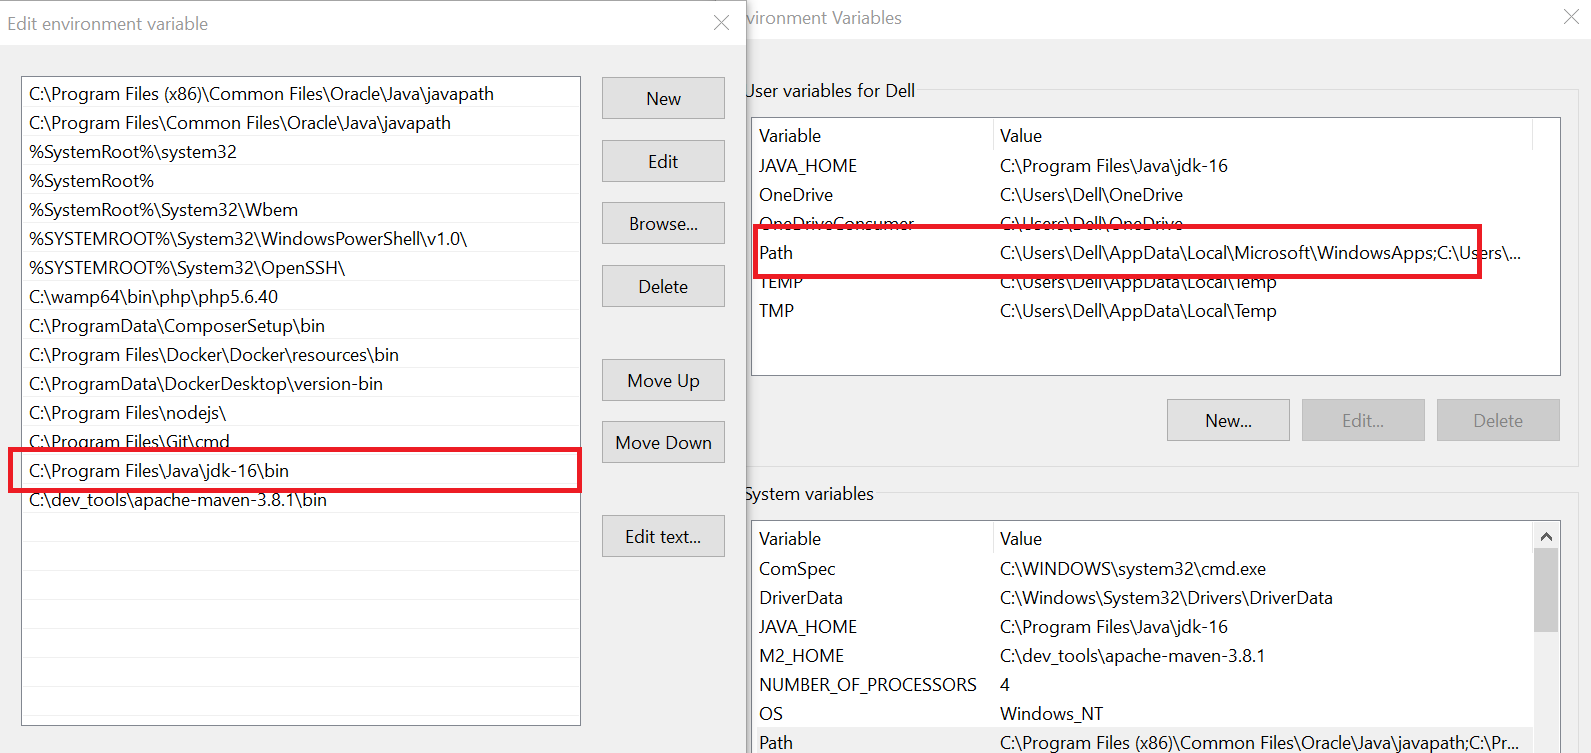 Edit environment variable
C:\Program Files (x86)\Common Files\Oracle\Java\javapath
C:\Program Files\Common Files\Oracle\Java\javapath
%SystemRoot%\system32
%SystemRoot%
%SystemRoot%\System32\Wbem
%SYSTEMROOT%\System32\WindowsPowerShell\v1.0\
%SYSTEMROOT%\System32\OpenSSH\
C:\wamp64\bin\php\php5.6.40
C:\ProgramData\ComposerSetup\bin
C:\Program Files\Docker\Docker\resources\bin
C:\ProgramData\DockerDesktop\version-bin
C:\Program Files\nodejs\
C:\Program Files\Git\cmd
C:\Program Files\Java\jdk-16\bin
C:\dev_tools\apache-maven-3.8.1\bin
New
Edit
Browse...
Delete
Move Up
Move Down
Edit text...
vironment Variables
User variables for Dell
Variable Value
JAVA_HOME C:\Program Files\Java\jdk-16
OneDrive C:\Users\Dell\OneDrive
OneDriveConsumer C:\Users\Dell\OneDrive
Path C:\Users\Dell\AppData\Local\Microsoft\WindowsApps;C:\Users\...
TEMP C:\Users\Dell\AppData\Local\Temp
TMP C:\Users\Dell\AppData\Local\Temp
New... Edit... Delete
System variables
Variable Value
ComSpec C:\WINDOWS\system32\cmd.exe
DriverData C:\Windows\System32\Drivers\DriverData
JAVA_HOME C:\Program Files\Java\jdk-16
M2_HOME C:\dev_tools\apache-maven-3.8.1
NUMBER_OF_PROCESSORS 4
OS Windows_NT
Path C:\Program Files (x86)\Common Files\Oracle\Java\javapath;C:\Pr...